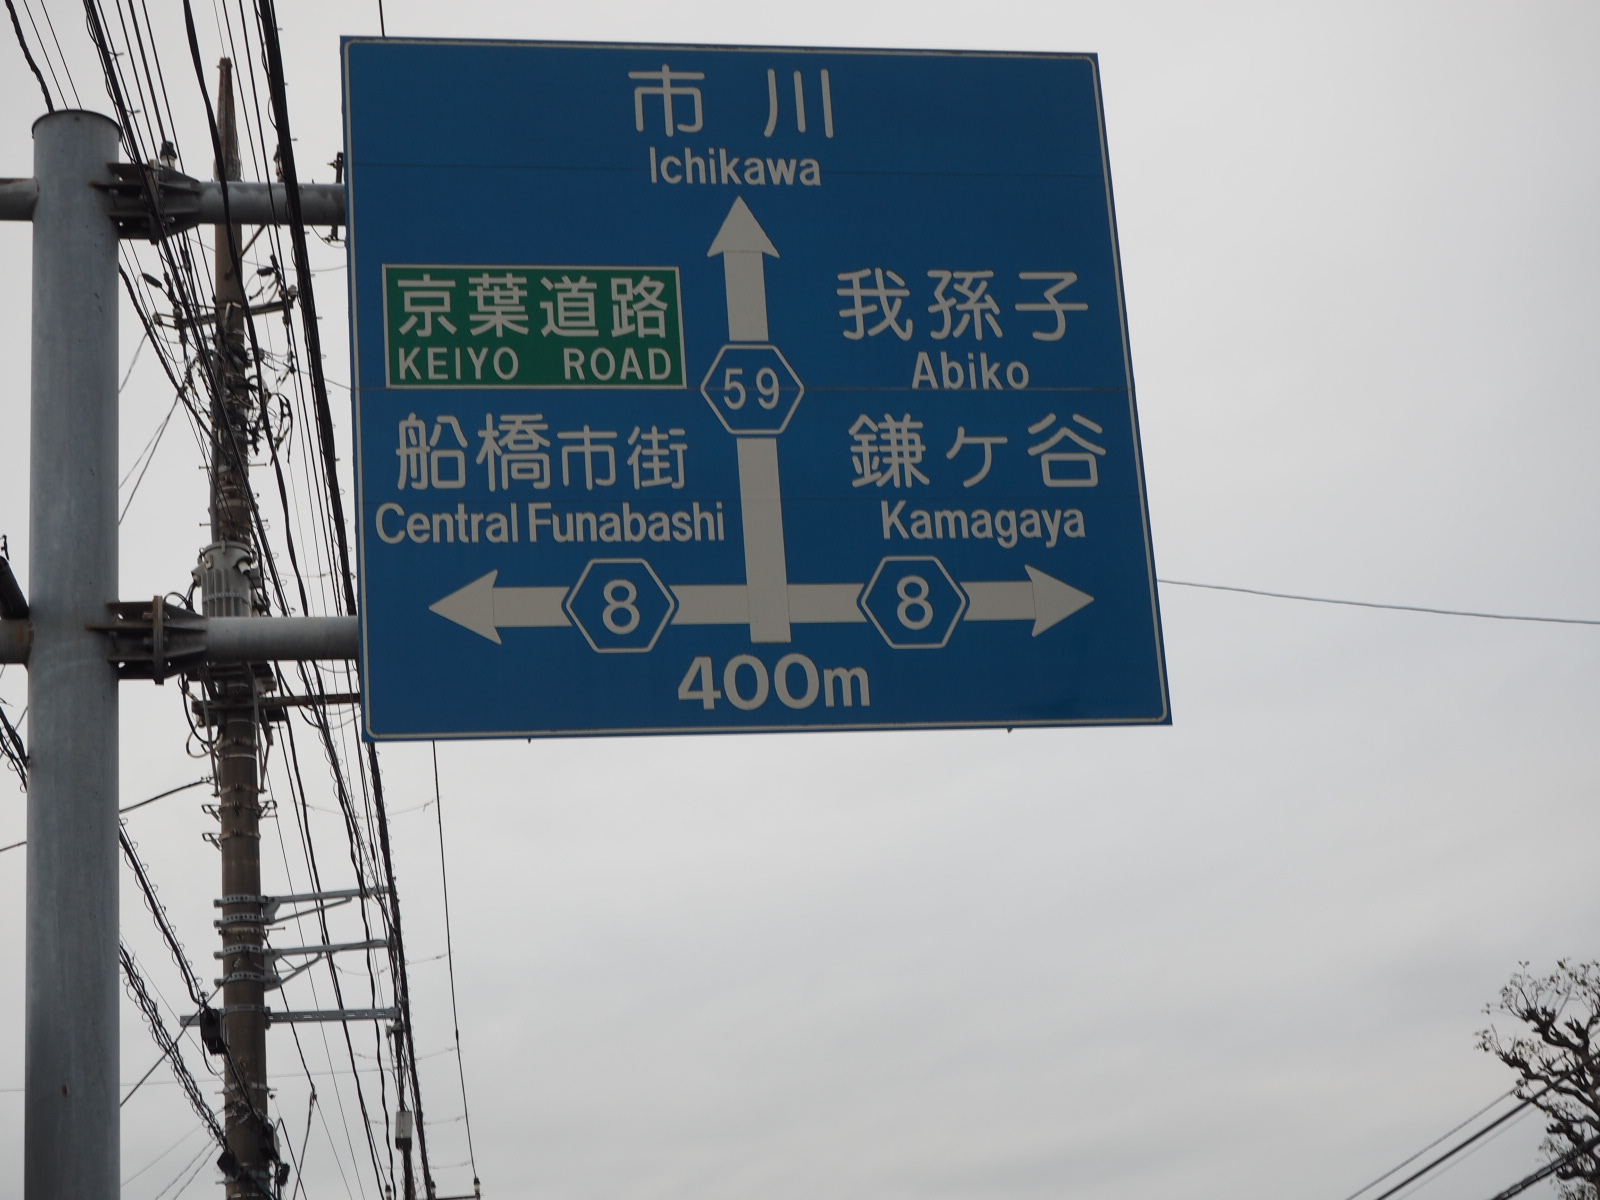 市川
Ichikawa
京葉道路
KEIYO ROAD
我孫子
Abiko
59
船橋市街
Central Funabashi
鎌ケ谷
Kamagaya
8
8
400m